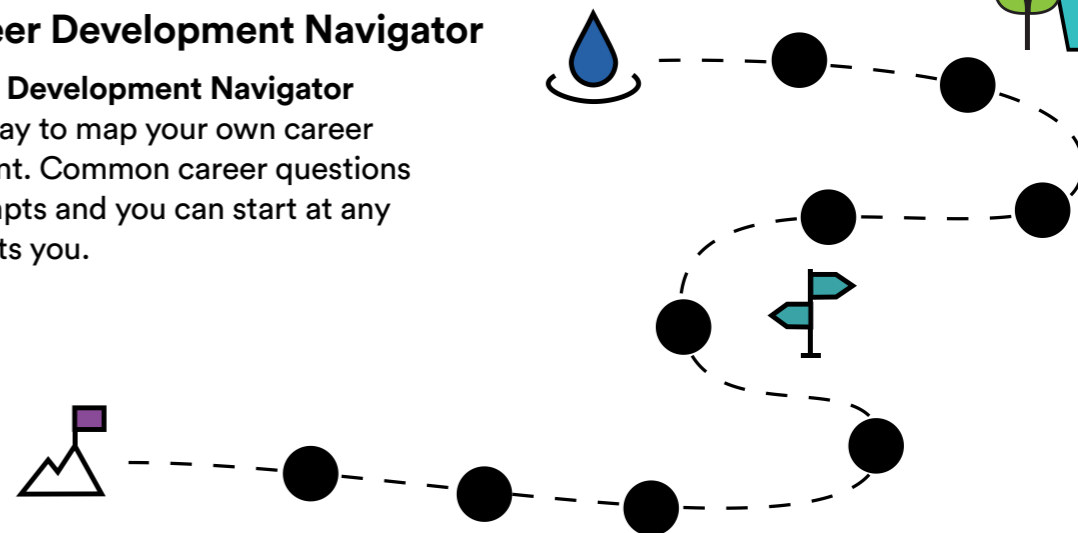 eer Development Navigator
Development Navigator
ay to map your own career
nt. Common career questions
pts and you can start at any
ts you.